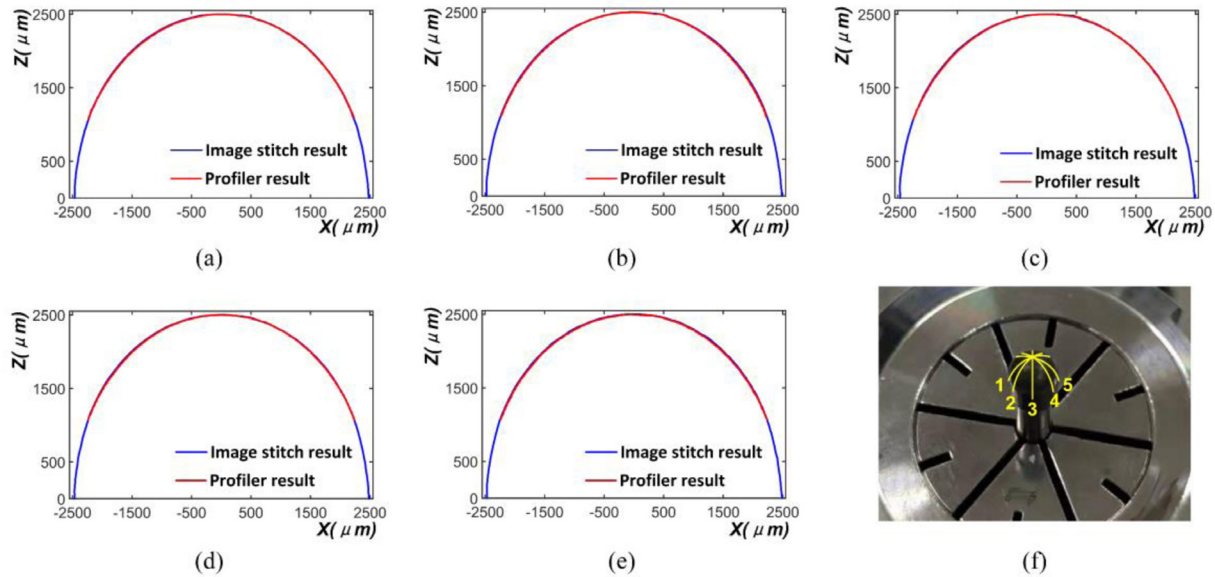 Z(μm)
2500
1500
500
0
Image stitch result
Profiler result
-2500 -1500 -500 500 1500 2500
X(μm)
(a)
Z(μm)
2500
1500
500
0
Image stitch result
Profiler result
-2500 -1500 -500 500 1500 2500
X(μm)
(b)
Z(μm)
2500
1500
500
0
Image stitch result
Profiler result
-2500 -1500 -500 500 1500 2500
X(μm)
(c)
Z(μm)
2500
1500
500
0
Image stitch result
Profiler result
-2500 -1500 -500 500 1500 2500
X(μm)
(d)
Z(μm)
2500
1500
500
0
Image stitch result
Profiler result
-2500 -1500 -500 500 1500 2500
X(μm)
(e)
1 5
2 3 4
(f)